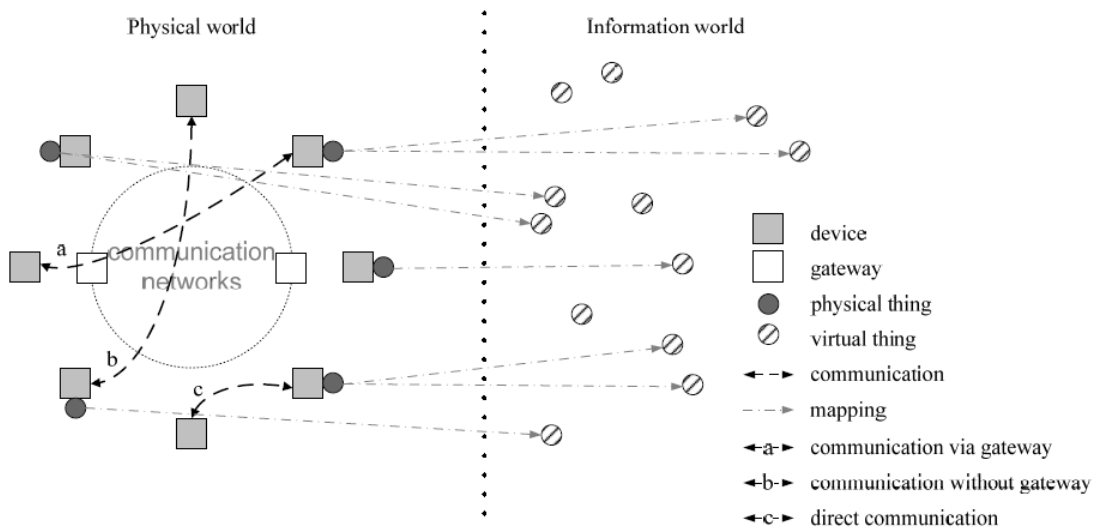 Physical world
Information world
a
communication
networks
b
c
device
gateway
physical thing
virtual thing
communication
mapping
a communication via gateway
b communication without gateway
c direct communication